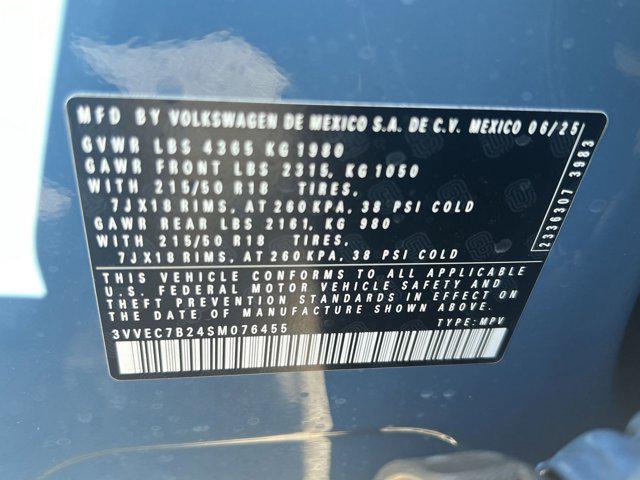 MFD BY VOLKSWAGEN DE MEXICO S.A. DE C.V. MEXICO 06/25
GVWR LBS 4365 KG 1980
GAWR FRONT LBS 2315, KG 1050
WITH 215/50 R18 TIRES,
7JX18 RIMS, AT 260 KPA, 38 PSI COLD
GAWR REAR LBS 2161, KG 980
WITH 215/50 R18 TIRES,
7JX18 RIMS, AT 260KPA, 38 PSI COLD
THIS VEHICLE CONFORMS TO ALL APPLICABLE
U.S. FEDERAL MOTOR VEHICLE SAFETY AND
THEFT PREVENTION STANDARDS IN EFFECT ON
THE DATE OF MANUFACTURE SHOWN ABOVE.
3VVEC7B24SM076455 TYPE: MPV
2336307 3983